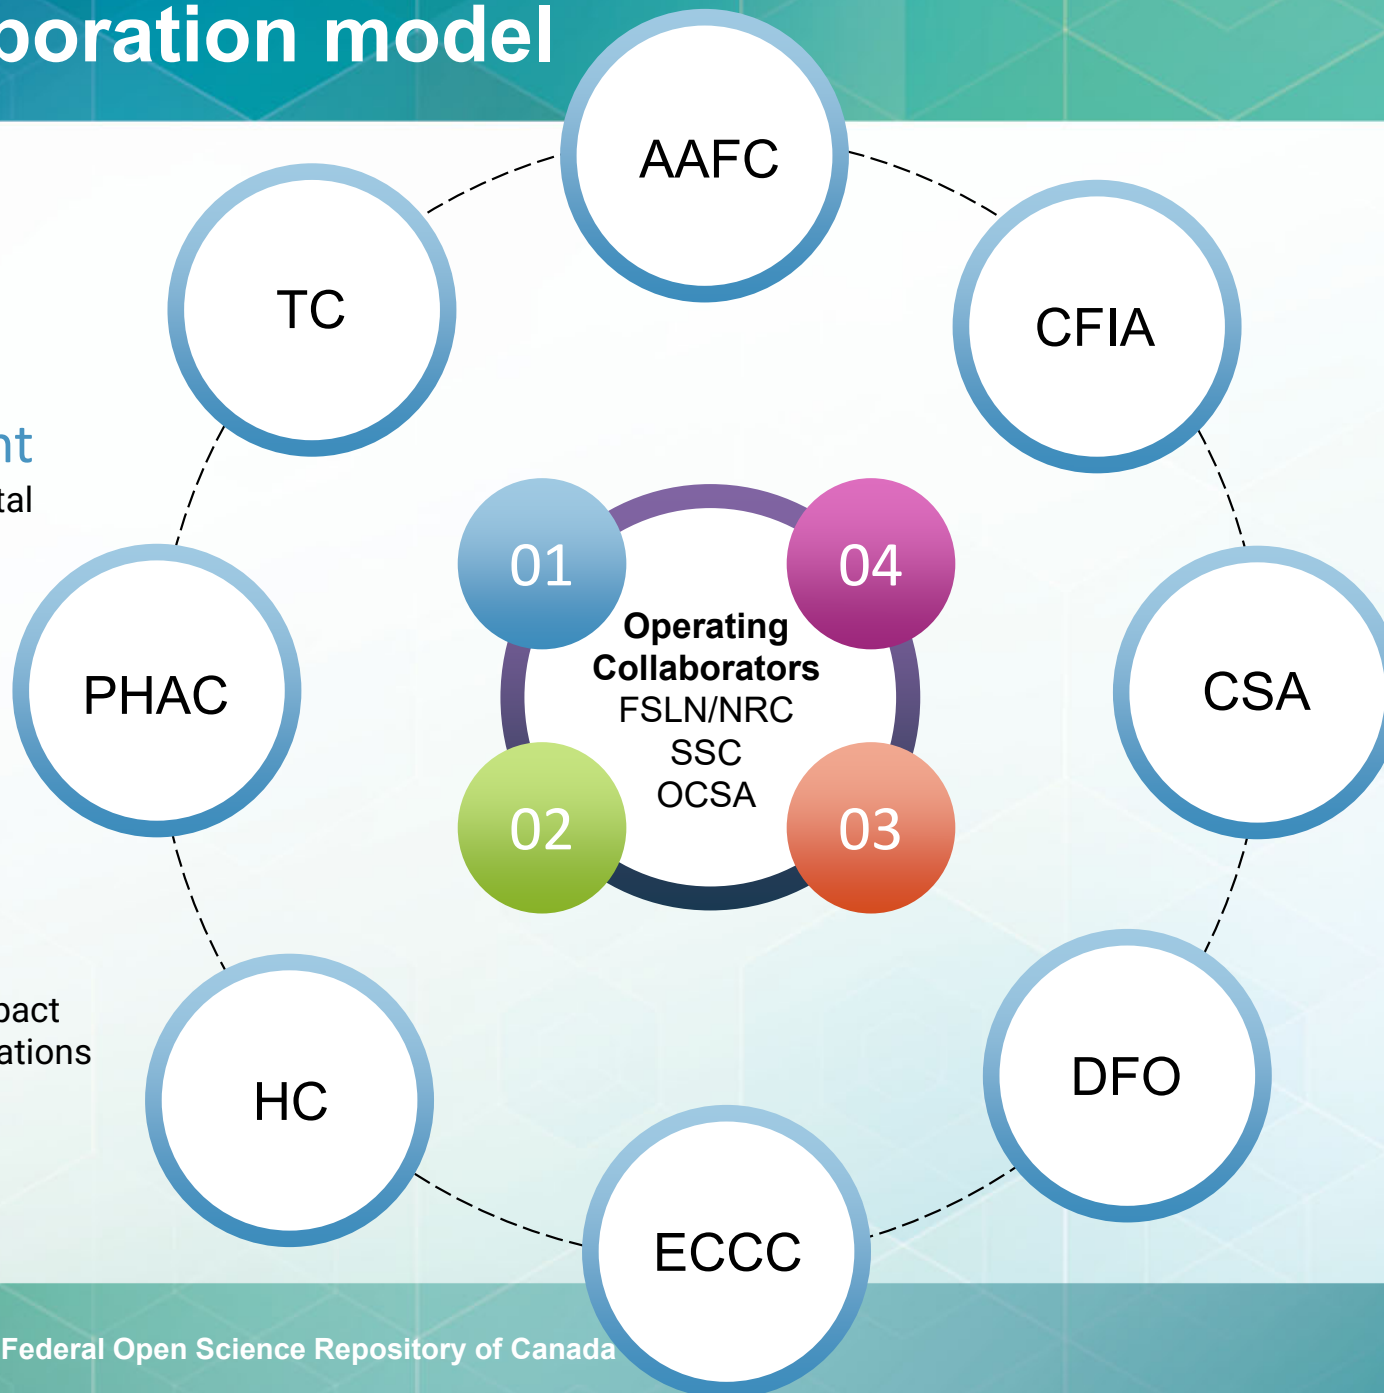 boration model
AAFC
TC
CFIA
nt
tal
01
04
Operating
Collaborators
FSLN/NRC
SSC
OCSA
PHAC
CSA
02
03
pact
ations
HC
DFO
ECCC
Federal Open Science Repository of Canada